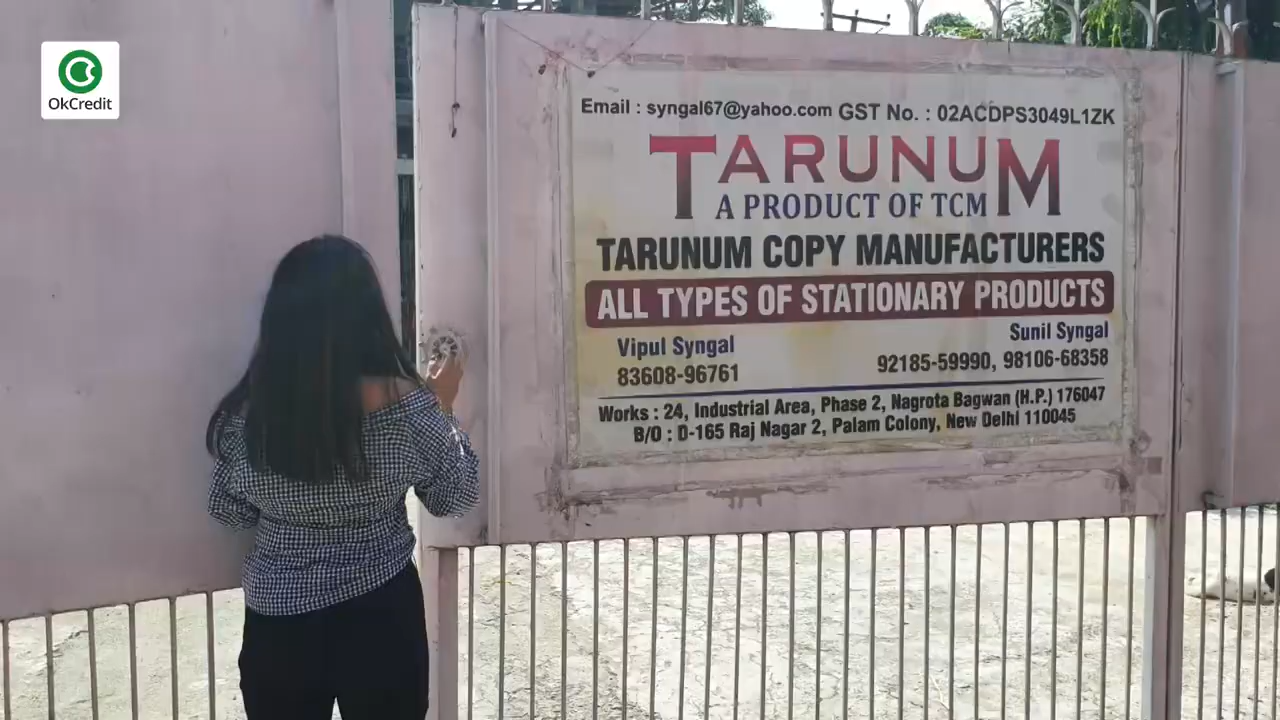 OkCredit
Email : syngal67@yahoo.com GST No. : 02ACDPS3049L1ZK
TARUNUM
A PRODUCT OF TCM
TARUNUM COPY MANUFACTURERS
ALL TYPES OF STATIONARY PRODUCTS
Vipul Syngal Sunil Syngal
83608-96761 92185-59990, 98106-68358
Works : 24, Industrial Area, Phase 2, Nagrota Bagwan (H.P.) 176047
B/O : D-165 Raj Nagar 2, Palam Colony, New Delhi 110045